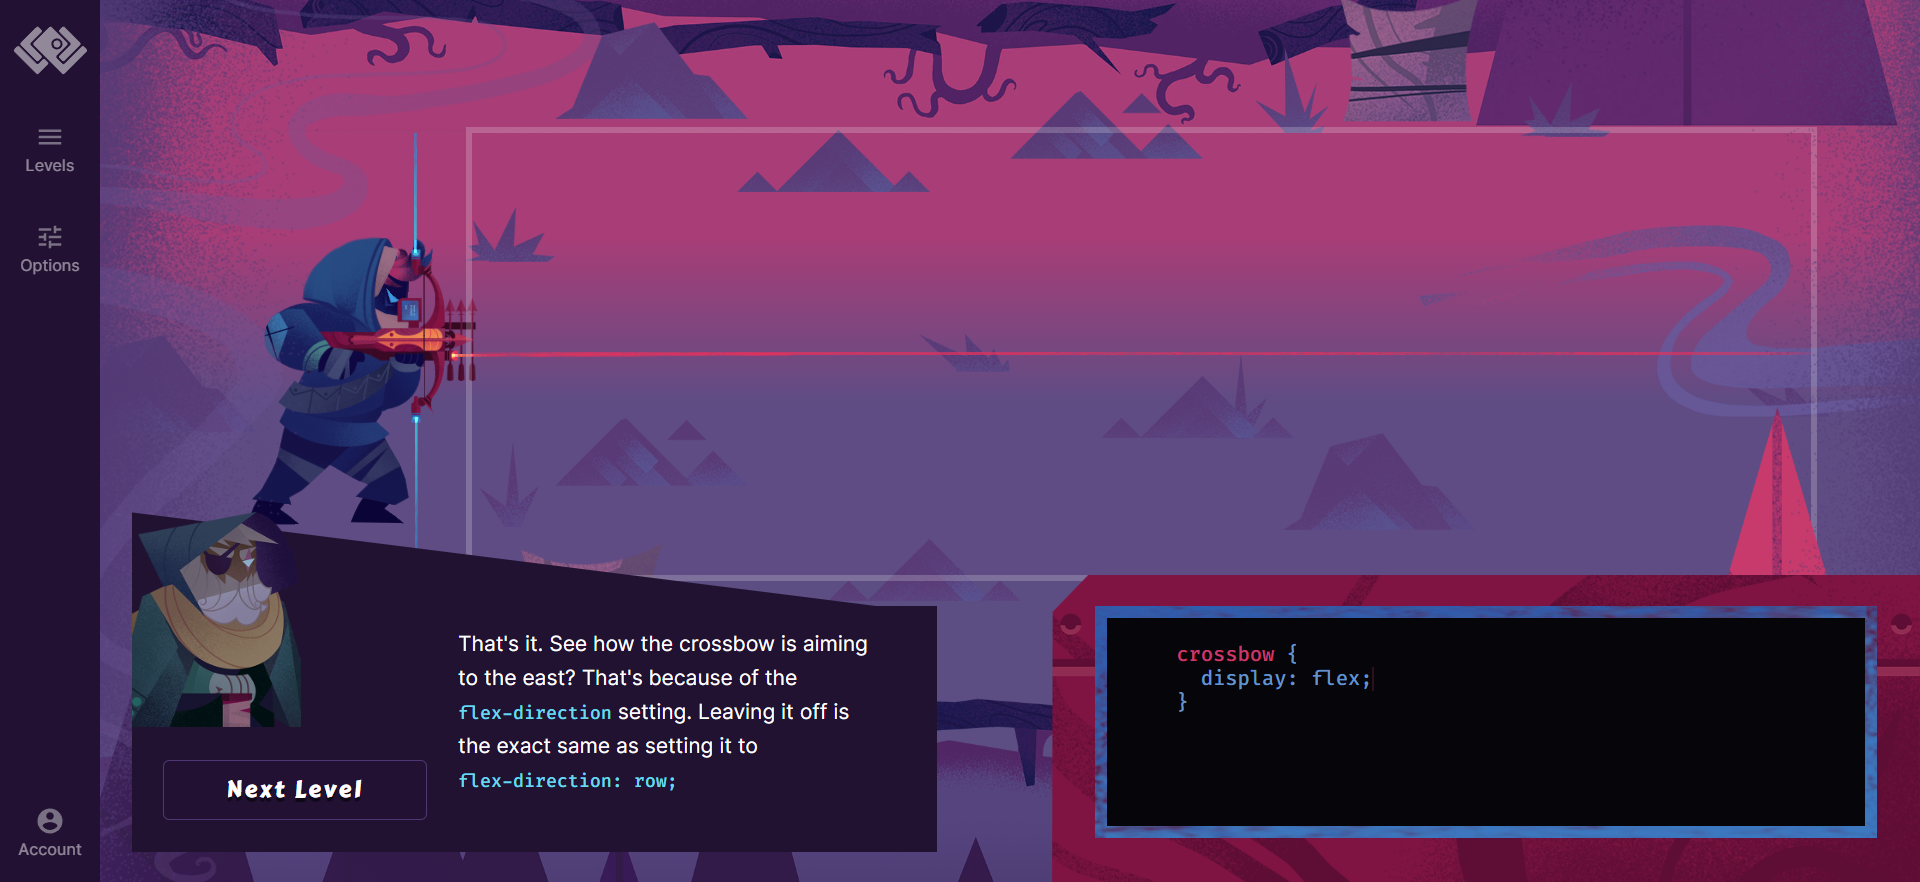 Levels
Options
That's it. See how the crossbow is aiming
to the east? That's because of the
flex-direction setting. Leaving it off is
the exact same as setting it to
flex-direction: row;
Next Level
crossbow {
  display: flex;
}
Account